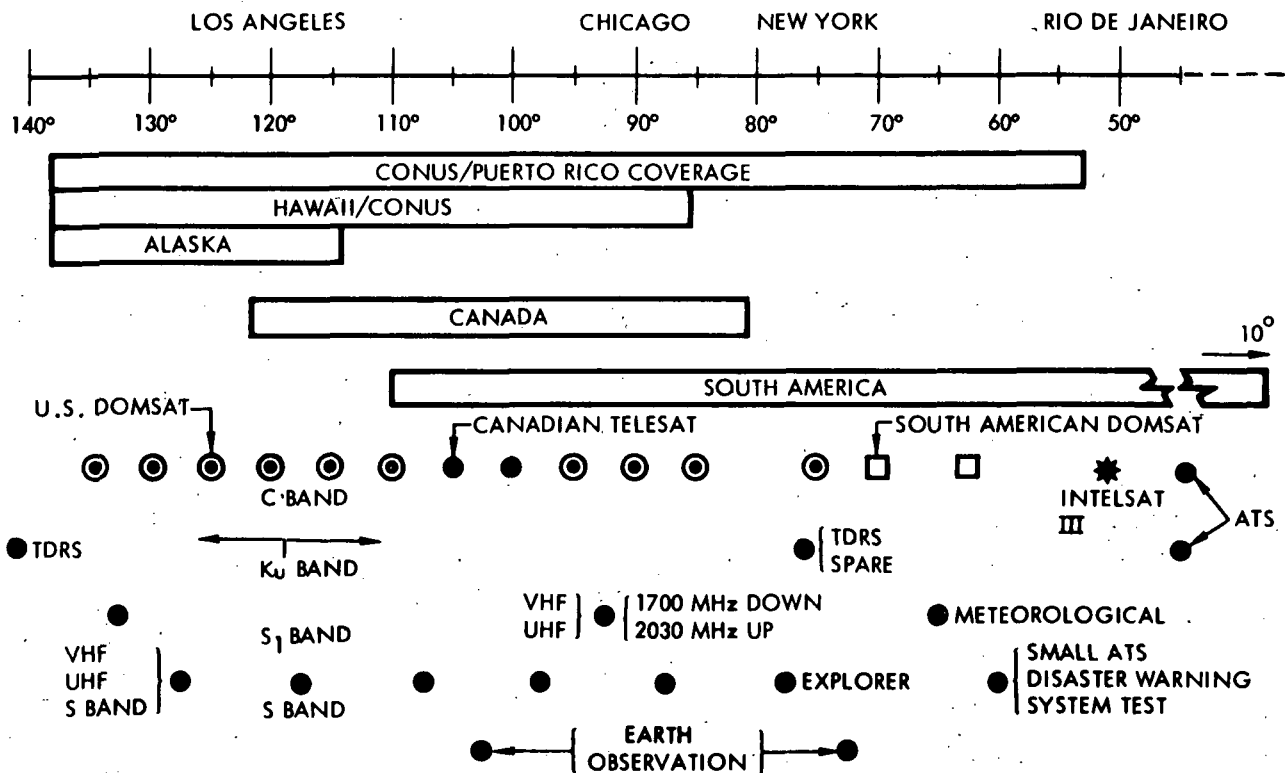 LOS ANGELES CHICAGO NEW YORK RIO DE JANEIRO
140° 130° 120° 110° 100° 90° 80° 70° 60° 50°
CONUS/PUERTO RICO COVERAGE
HAWAII/CONUS
ALASKA
CANADA
10°
SOUTH AMERICA
U.S. DOMSAT CANADIAN TELESAT SOUTH AMERICAN DOMSAT
C BAND
INTELSAT
III
ATS
TDRS
Ku BAND
TDRS
SPARE
VHF
UHF
1700 MHz DOWN
2030 MHz UP
METEOROLOGICAL
S1 BAND
VHF
UHF
S BAND
S BAND
EXPLORER
SMALL ATS
DISASTER WARNING
SYSTEM TEST
EARTH
OBSERVATION